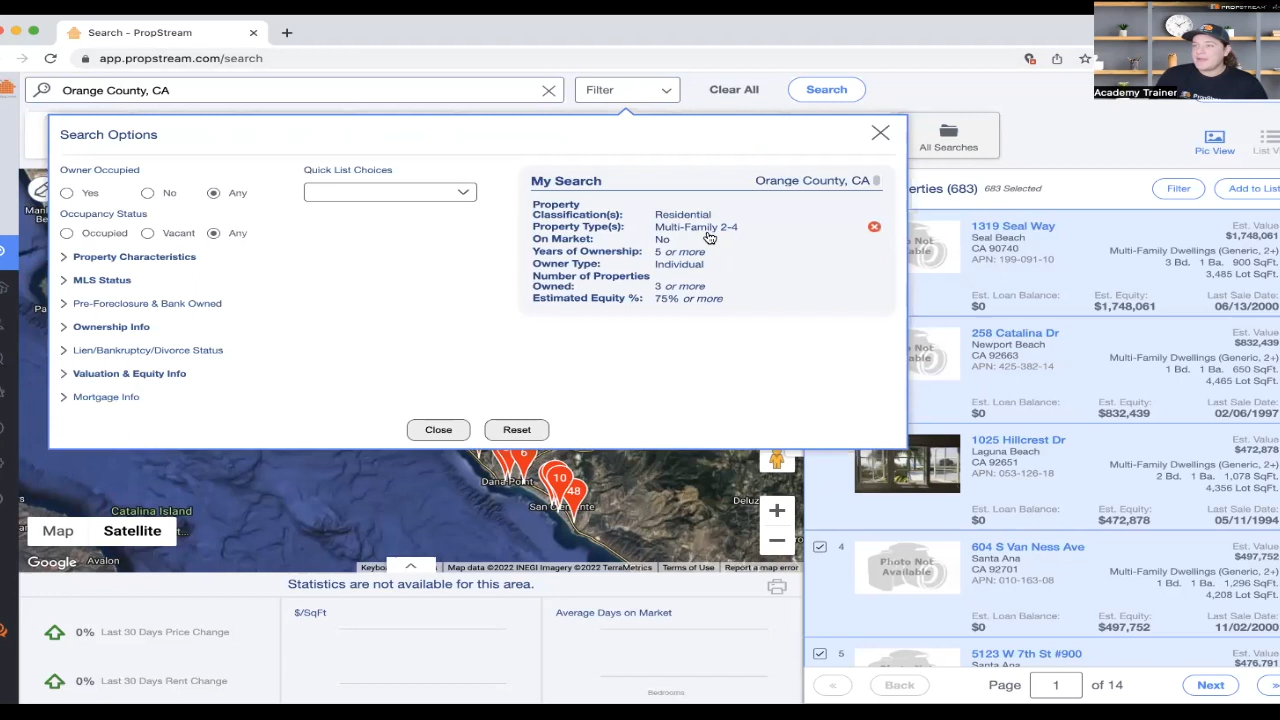 PROPSTREAM
Search - PropStream
app.propstream.com/search
Academy Trainer
Orange County, CA
Filter
Clear All
Search
All Searches
Pic View
List V
Search Options
Owner Occupied
Yes
No
Any
Occupancy Status
Occupied
Vacant
Any
Property Characteristics
MLS Status
Pre-Foreclosure & Bank Owned
Ownership Info
Lien/Bankruptcy/Divorce Status
Valuation & Equity Info
Mortgage Info
Quick List Choices
My Search
Orange County, CA
Property
Classification(s): Residential
Property Type(s): Multi-Family 2-4
On Market: No
Years of Ownership: 5 or more
Owner Type: Individual
Number of Properties
Owned: 3 or more
Estimated Equity %: 75% or more
Close
Reset
erties (683)
683 Selected
Filter
Add to List
1319 Seal Way
Seal Beach
CA 90740
APN: 199-091-10
Est. Value
$1,748,061
Multi-Family Dwellings (Generic, 2+)
3 Bd. 1 Ba. 900 SqFt.
3,485 Lot SqFt.
Est. Loan Balance:
Est. Equity:
Last Sale Date:
$0
$1,748,061
06/13/2000
258 Catalina Dr
Newport Beach
CA 92663
APN: 425-382-14
Est. Value
$832,439
Multi-Family Dwellings (Generic, 2+)
1 Bd. 1 Ba. 650 SqFt.
4,465 Lot SqFt.
Est. Loan Balance:
Est. Equity:
Last Sale Date:
$0
$832,439
02/06/1997
1025 Hillcrest Dr
Laguna Beach
CA 92651
APN: 053-126-18
Est. Value
$472,878
Multi-Family Dwellings (Generic, 2+)
2 Bd. 1 Ba. 1,078 SqFt.
4,356 Lot SqFt.
Est. Loan Balance:
Est. Equity:
Last Sale Date:
$0
$472,878
05/11/1994
4
Photo Not
Available
604 S Van Ness Ave
Santa Ana
CA 92701
APN: 010-163-08
Est. Value
$497,752
Multi-Family Dwellings (Generic, 2+)
1 Bd. 1 Ba. 1,296 SqFt.
4,208 Lot SqFt.
Est. Loan Balance:
Est. Equity:
Last Sale Date:
$0
$497,752
11/02/2000
5
5123 W 7th St #900
Santa Ana
Est. Value
$476,791
Page 1 of 14
Back
Next
6
10
48
Dana Point
San Clemente
Catalina Island
Avalon
Map
Satellite
Google
Map data ©2022 INEGI Imagery ©2022 TerraMetrics
Terms of Use
Report a map error
Statistics are not available for this area.
0% Last 30 Days Price Change
0% Last 30 Days Rent Change
$/SqFt
Average Days on Market
Bedrooms